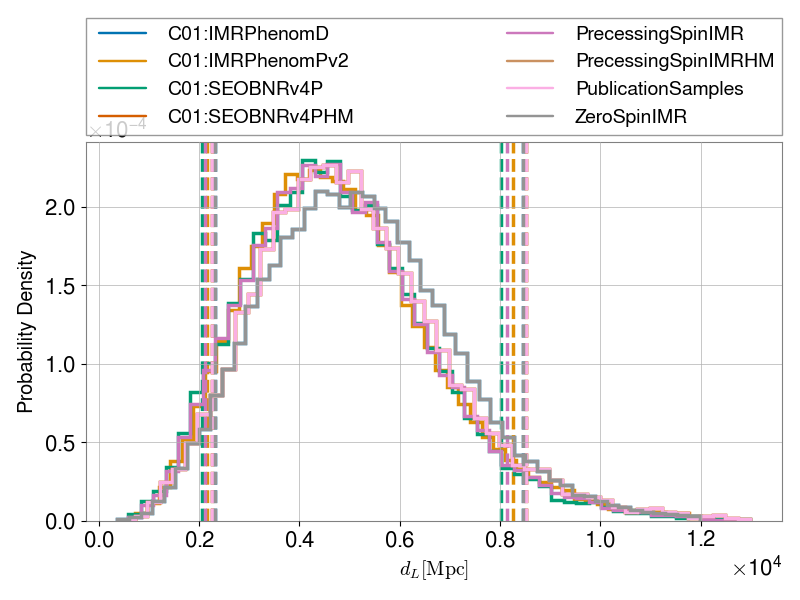 C01:IMRPhenomD
C01:IMRPhenomPv2
C01:SEOBNRv4P
C01:SEOBNRv4PHM
PrecessingSpinIMR
PrecessingSpinIMRHM
PublicationSamples
ZeroSpinIMR
×10⁻⁴
2.0
1.5
1.0
0.5
0.0
Probability Density
0.0 0.2 0.4 0.6 0.8 1.0 1.2
d_L[Mpc]
×10⁴